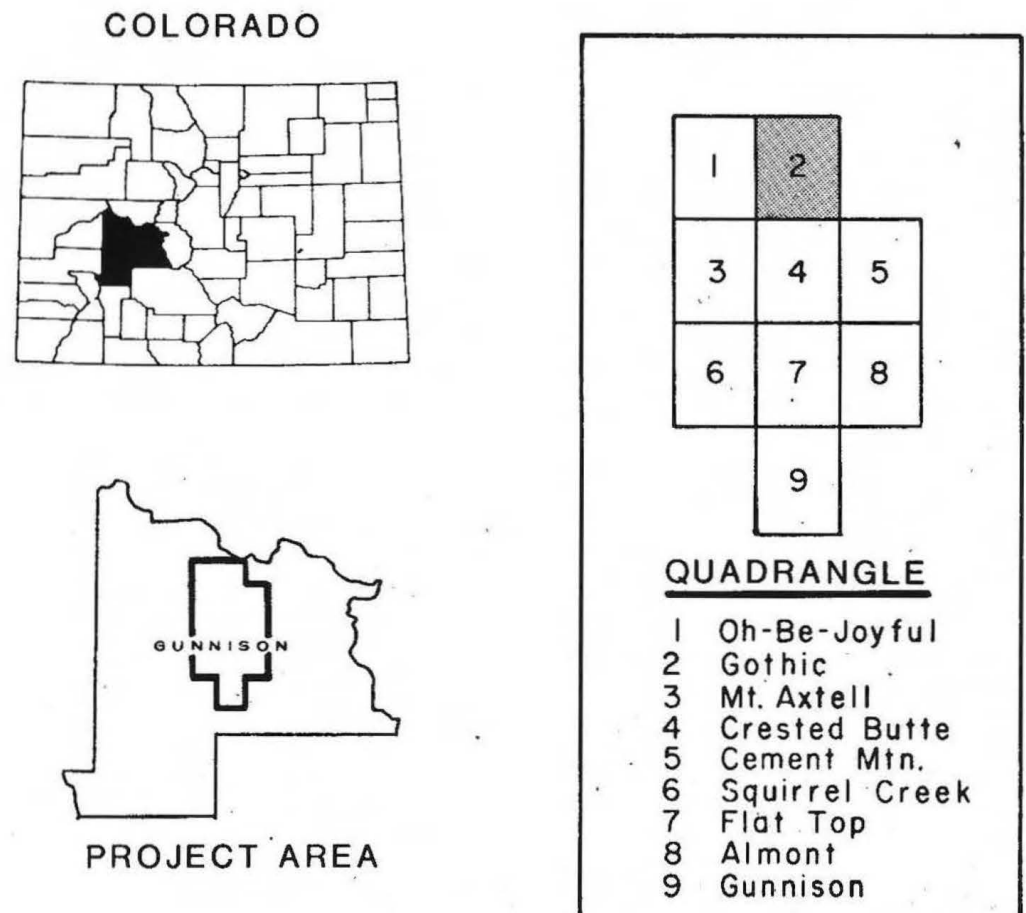 COLORADO
GUNNISON
PROJECT AREA
1 2
3 4 5
6 7 8
9
QUADRANGLE
1 Oh-Be-Joyful
2 Gothic
3 Mt. Axtell
4 Crested Butte
5 Cement Mtn.
6 Squirrel Creek
7 Flat Top
8 Almont
9 Gunnison